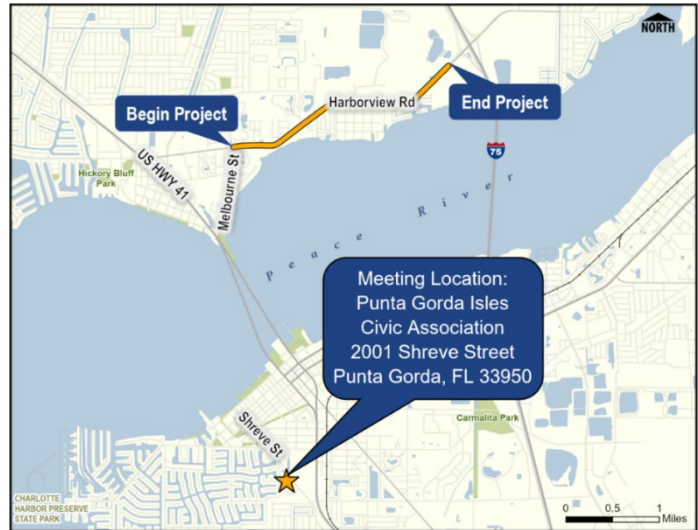 NORTH
Harborview Rd
End Project
Begin Project
75
US HWY 41
Hickory Bluff
Park
Melbourne St
Peace River
Meeting Location:
Punta Gorda Isles
Civic Association
2001 Shreve Street
Punta Gorda, FL 33950
Shreve St
Carmalita Park
CHARLOTTE
HARBOR PRESERVE
STATE PARK
0 0.5 1
Miles